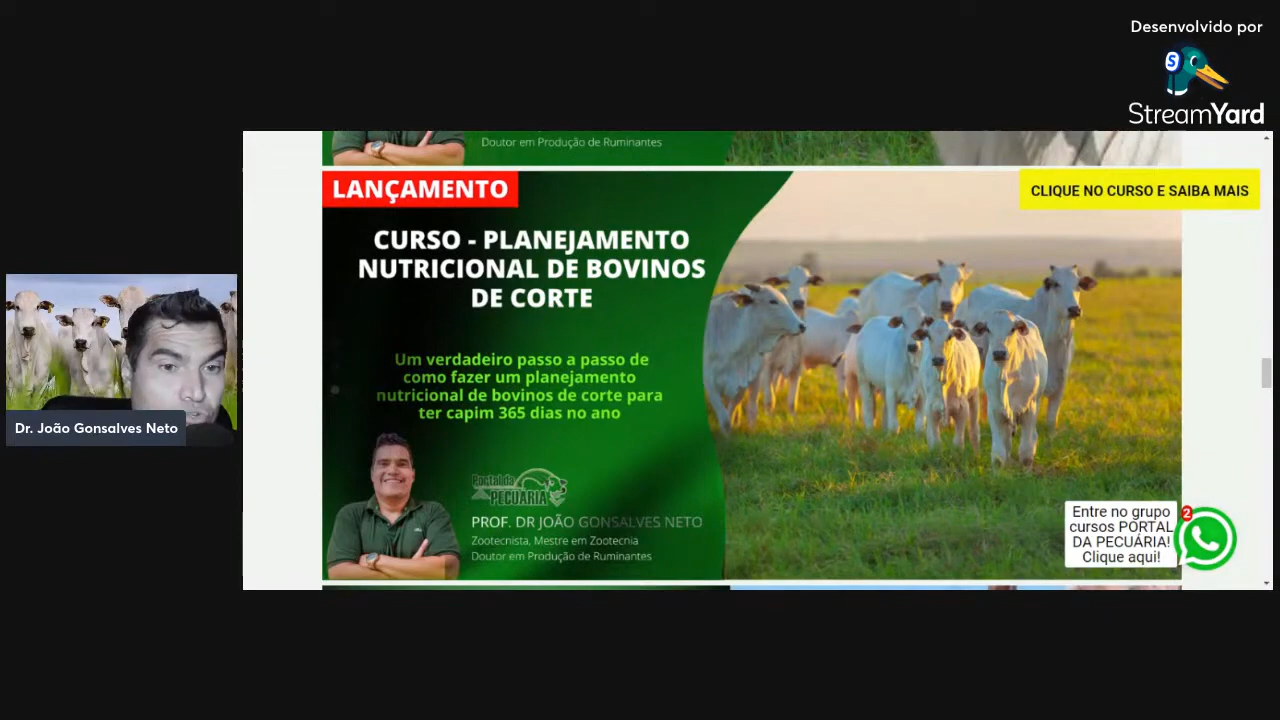 Desenvolvido por
StreamYard
Doutor em Produção de Ruminantes
LANÇAMENTO
CLIQUE NO CURSO E SAIBA MAIS
CURSO - PLANEJAMENTO
NUTRICIONAL DE BOVINOS
DE CORTE
Um verdadeiro passo a passo de
como fazer um planejamento
nutricional de bovinos de corte para
ter capim 365 dias no ano
Dr. João Gonsalves Neto
Portal da
PECUÁRIA
PROF. DR JOÃO GONSALVES NETO
Zootecnista, Mestre em Zootecnia
Doutor em Produção de Ruminantes
Entre no grupo
cursos PORTAL
DA PECUÁRIA!
Clique aqui!
2